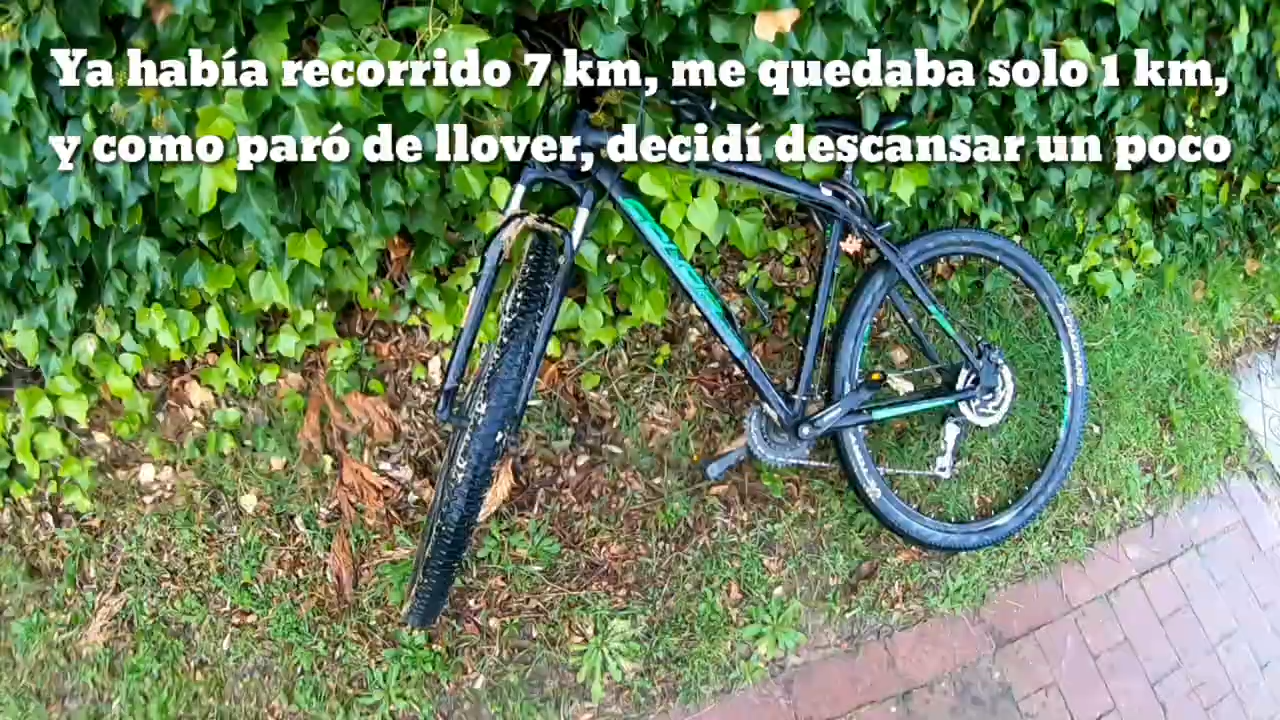 Ya había recorrido 7 km, me quedaba solo 1 km,
y como paró de llover, decidí descansar un poco